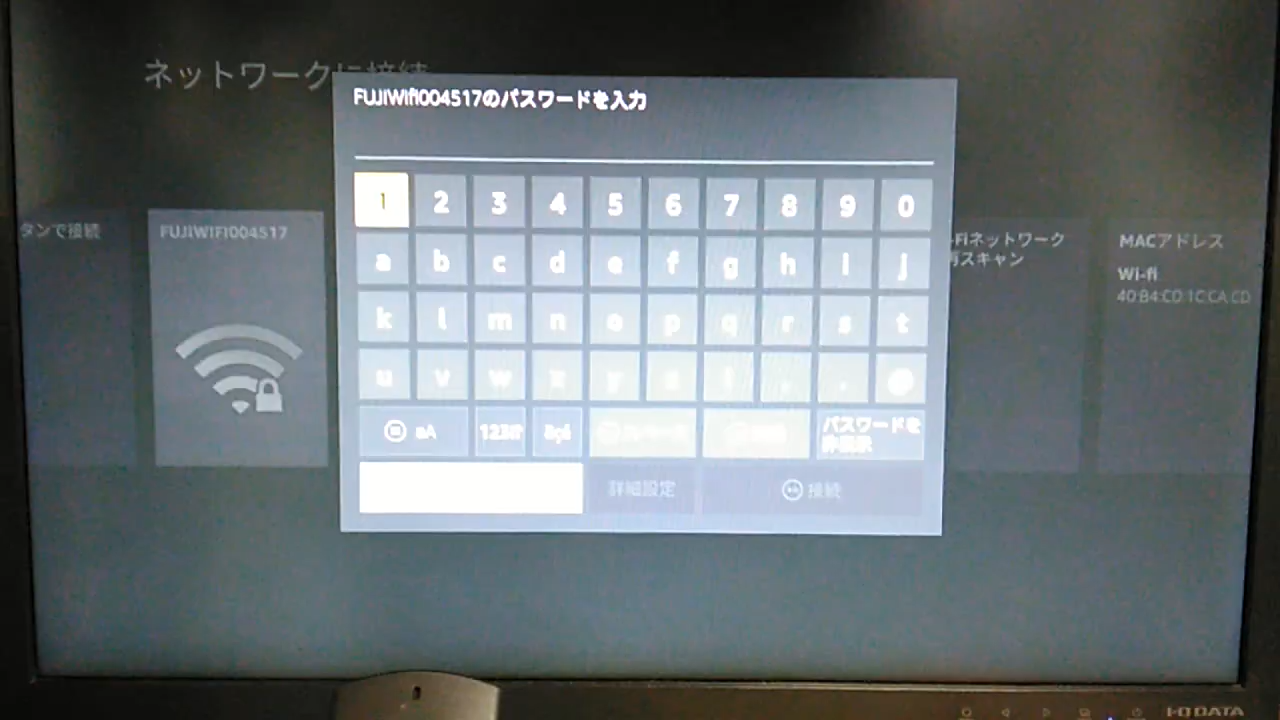 ネットワークに接続
FUJIWifi004517のパスワードを入力
1 2 3 4 5 6 7 8 9 0
タンで接続
FUJIWIFI004517
a b c d e f g h i j
-Fiネットワーク
再スキャン
MACアドレス
Wi-fi
40:B4:CD:1C:CA:CD
k l m n o p q r s t
u v w x y z
aA 123!? äçé パスワードを
非表示
詳細設定 接続
I-O DATA